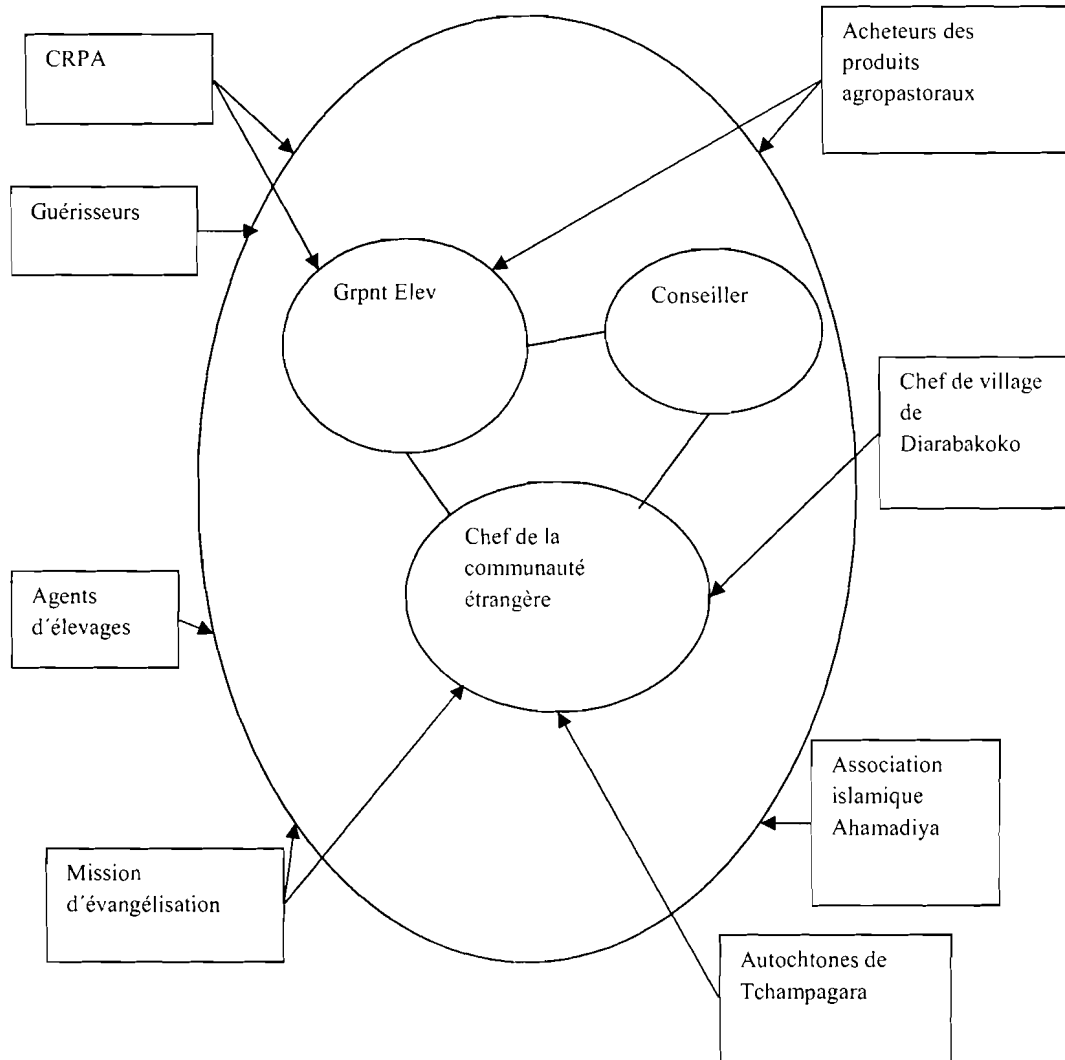 CRPA
Acheteurs des
produits
agropastoraux
Guérisseurs
Grpnt Elev
Conseiller
Chef de village
de
Diarabakoko
Chef de la
communauté
étrangère
Agents
d´élevages
Association
islamique
Ahamadiya
Mission
d´évangélisation
Autochtones de
Tchampagara